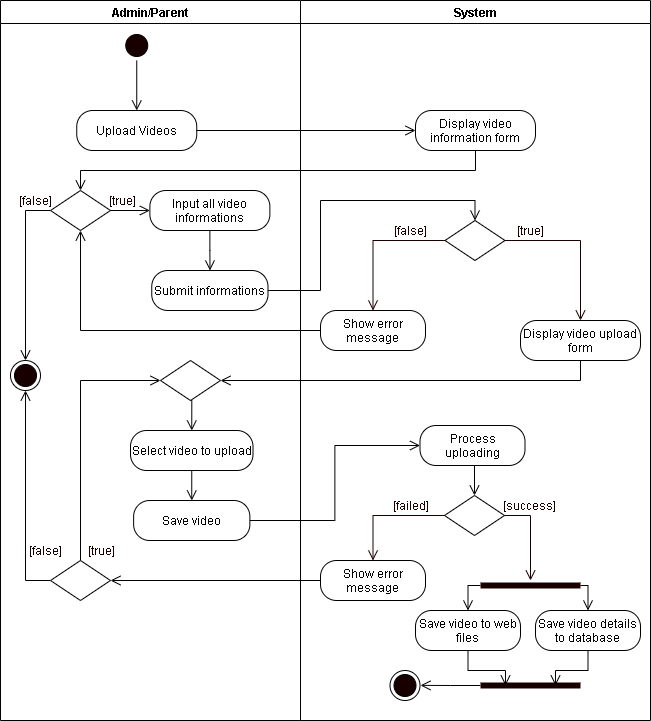 Admin/Parent
System
Upload Videos
Display video
information form
[false]
[true]
Input all video
informations
[false]
[true]
Submit informations
Show error
message
Display video upload
form
Select video to upload
Process
uploading
Save video
[failed]
[success]
[false]
[true]
Show error
message
Save video to web
files
Save video details
to database